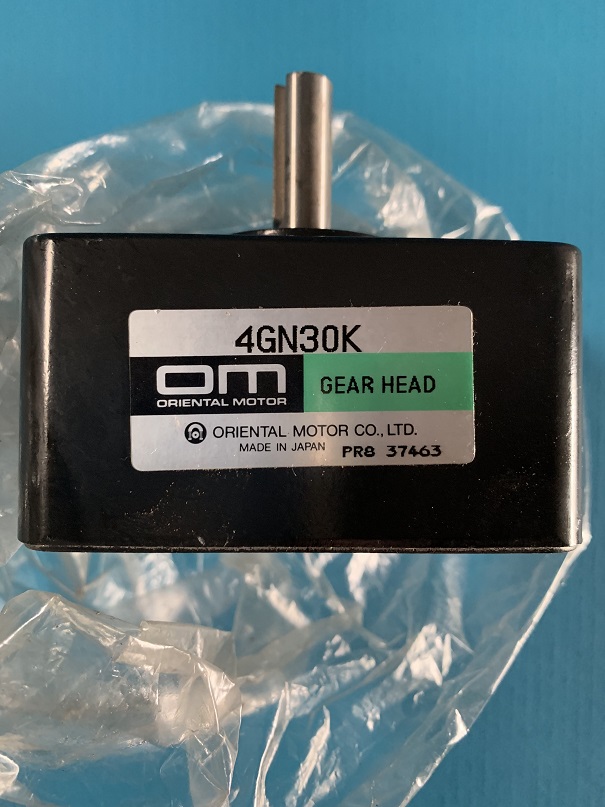 4GN30K
OM
ORIENTAL MOTOR
GEAR HEAD
ORIENTAL MOTOR CO., LTD.
MADE IN JAPAN PR8 37463